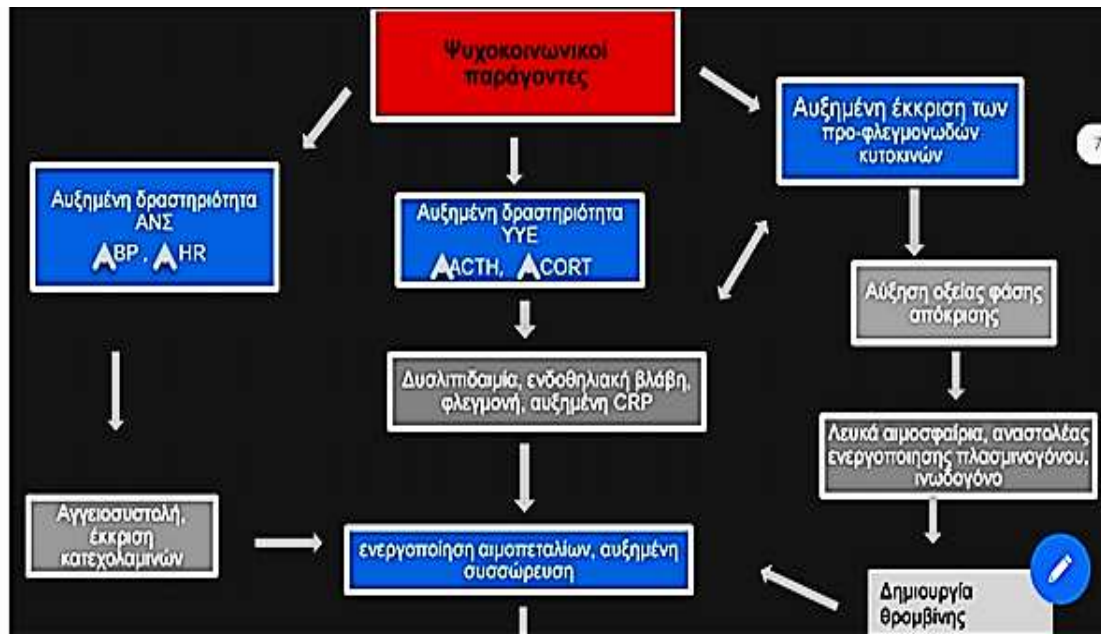 Ψυχοκοινωνικοί
παράγοντες
Αυξημένη δραστηριότητα
ΑΝΣ
BP , HR
Αυξημένη δραστηριότητα
ΥΥΕ
ACTH, CORT
Αυξημένη έκκριση των
προ-φλεγμονωδών
κυτοκινών
7
Αύξηση οξείας φάσης
απόκρισης
Δυσλιπιδαιμία, ενδοθηλιακή βλάβη,
φλεγμονή, αυξημένη CRP
Λευκά αιμοσφαίρια, αναστολέας
ενεργοποιησης πλασμινογόνου,
ινωδογόνο
Αγγειοσυστολή,
έκκριση
κατεχολαμινών
ενεργοποίηση αιμοπεταλίων, αυξημένη
συσσώρευση
Δημιουργία
θρομβίνης